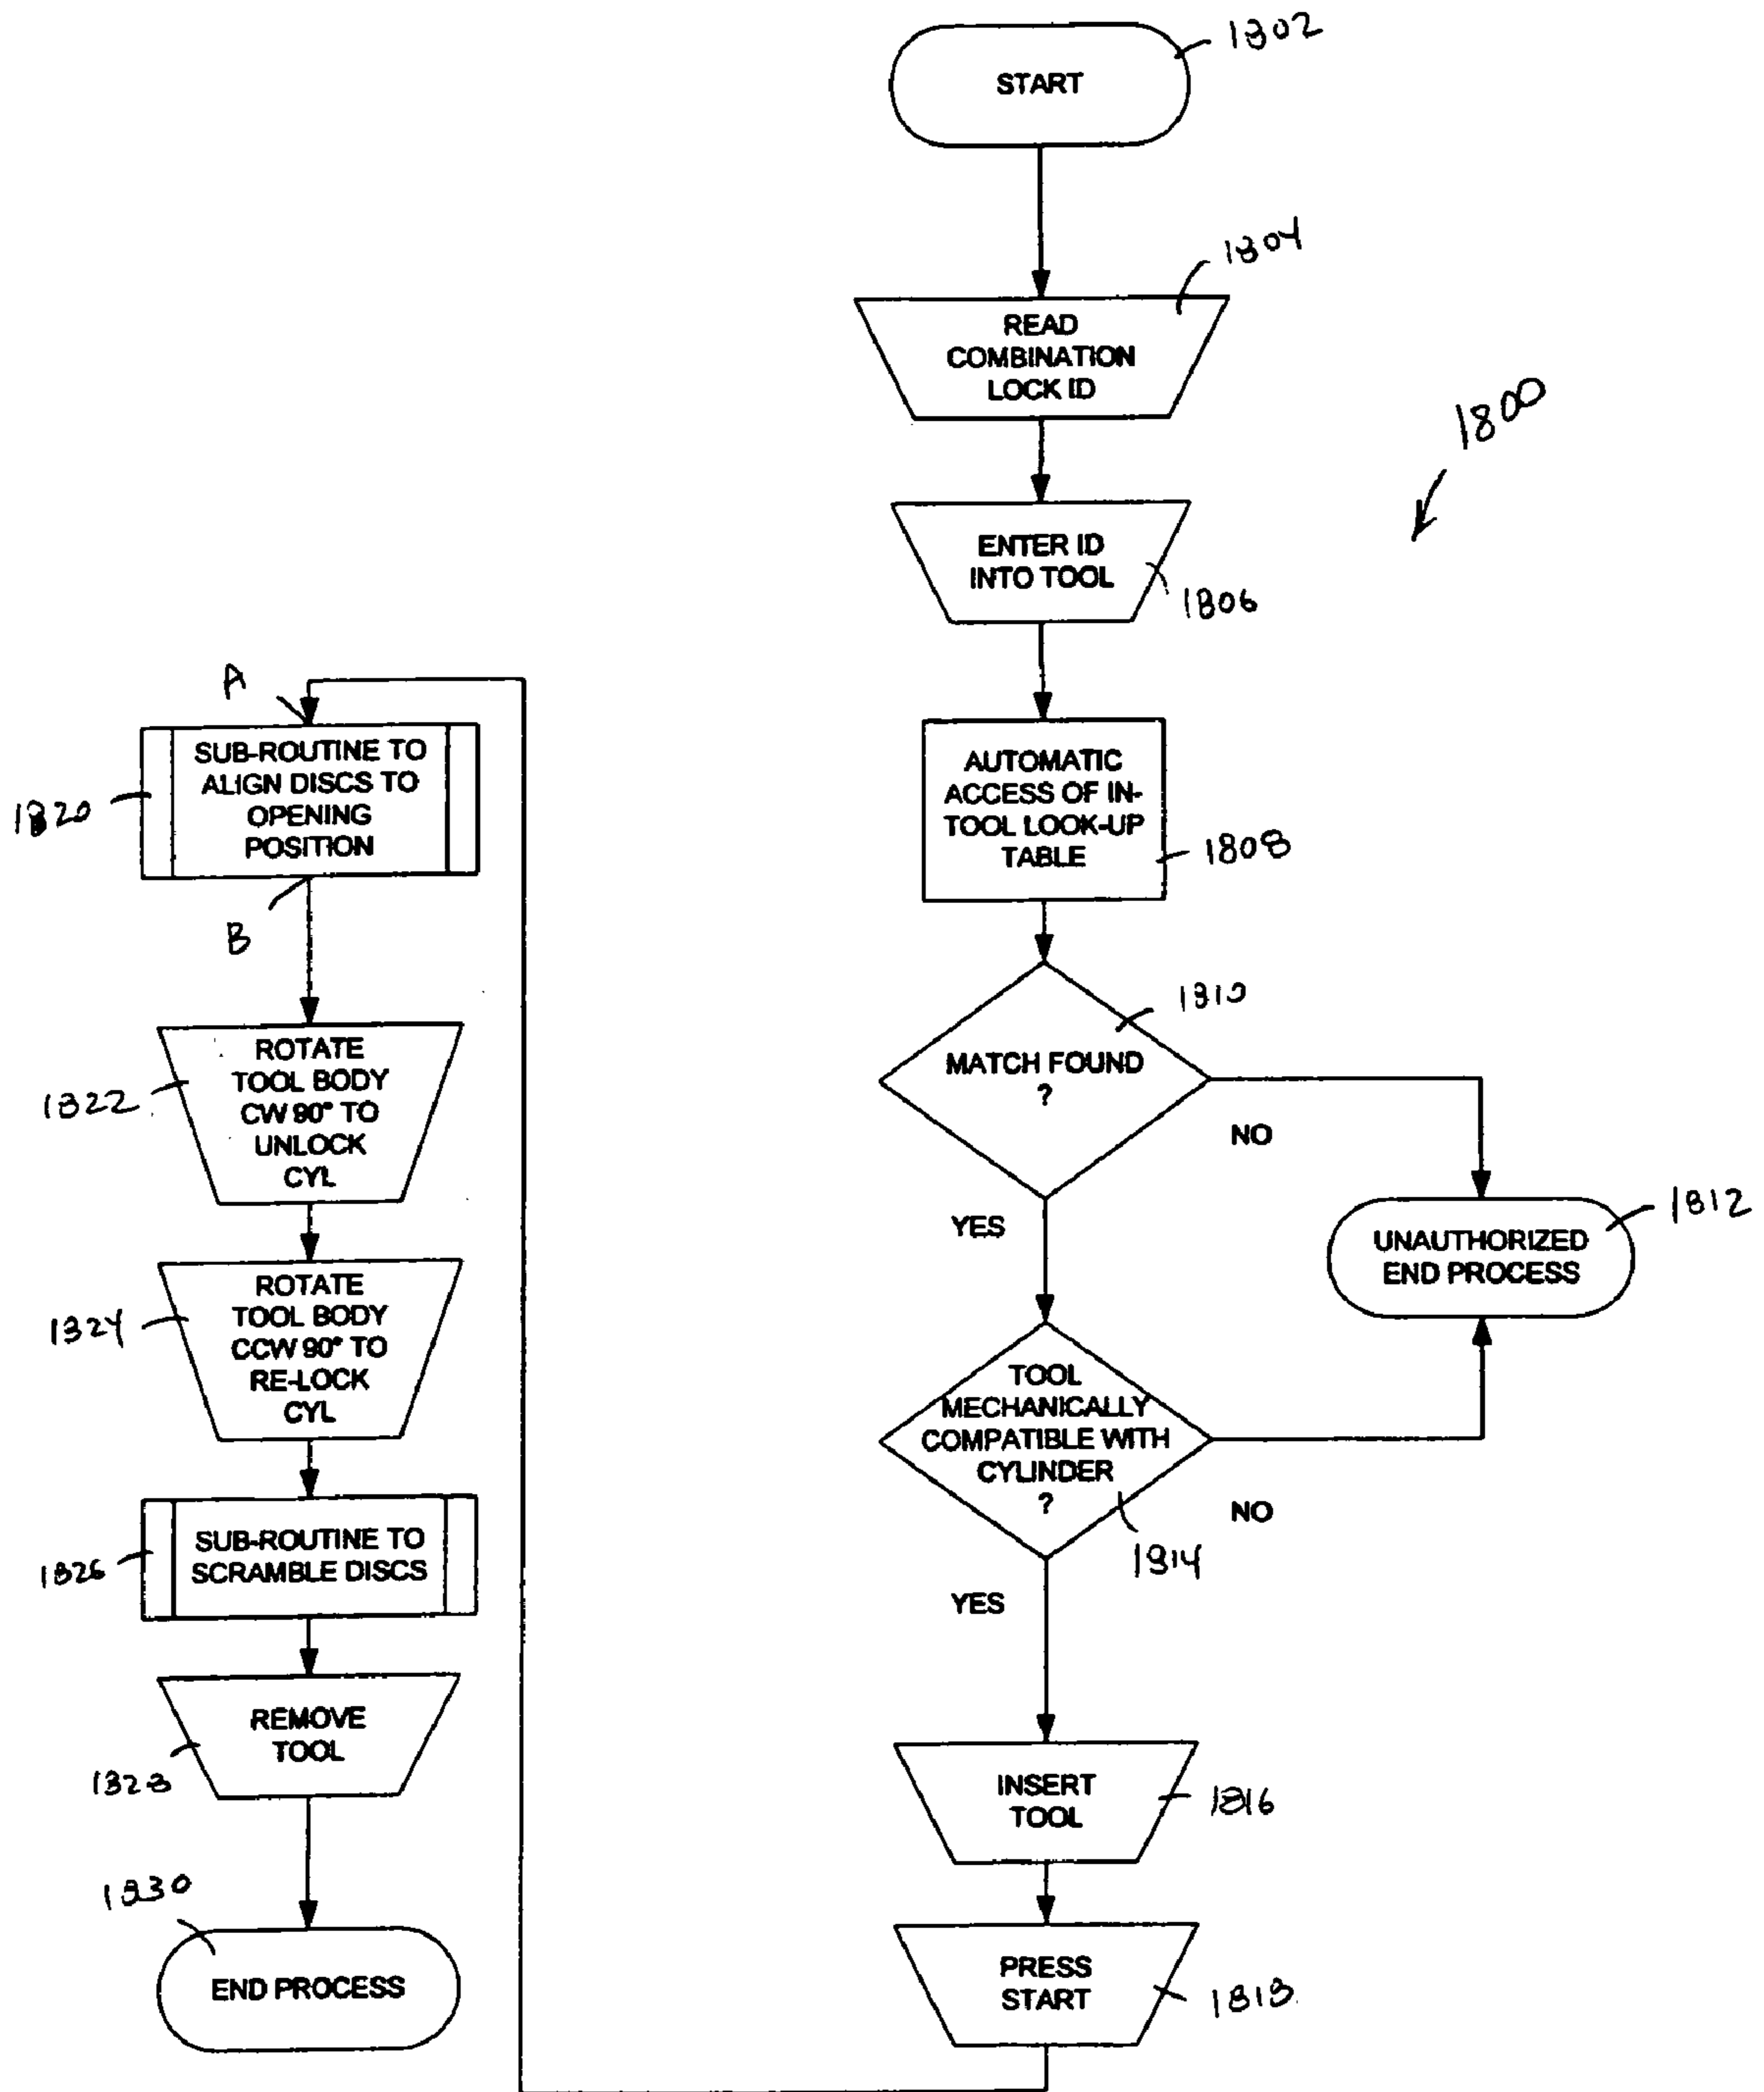 1802
START
1804
READ
COMBINATION
LOCK ID
1800
ENTER ID
INTO TOOL
1806
AUTOMATIC
ACCESS OF IN-
TOOL LOOK-UP
TABLE
1808
1810
MATCH FOUND
?
NO
YES
1812
UNAUTHORIZED
END PROCESS
TOOL
MECHANICALLY
COMPATIBLE WITH
CYLINDER
?
NO
1814
YES
INSERT
TOOL
1816
PRESS
START
1818
A
SUB-ROUTINE TO
ALIGN DISCS TO
OPENING
POSITION
1820
B
ROTATE
TOOL BODY
CW 90° TO
UNLOCK
CYL
1822
ROTATE
TOOL BODY
CCW 90° TO
RE-LOCK
CYL
1324
SUB-ROUTINE TO
SCRAMBLE DISCS
1826
REMOVE
TOOL
1828
1830
END PROCESS